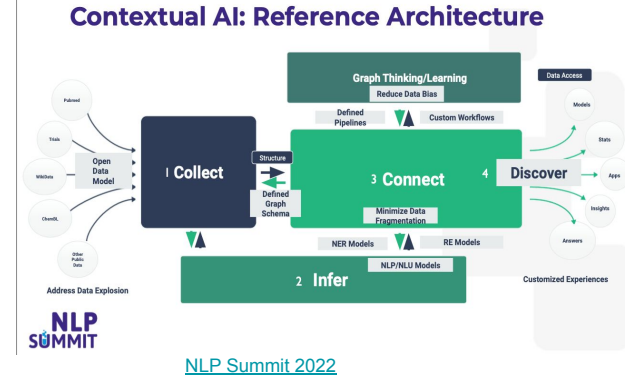 Contextual AI: Reference Architecture
Graph Thinking/Learning
Reduce Data Bias
Data Access
Pubmed
Trials
WikiData
ChemBL
Other
Public
Data
Open
Data
Model
1 Collect
Structure
Defined
Graph
Schema
Defined
Pipelines
Custom Workflows
3 Connect
Minimize Data
Fragmentation
4 Discover
Models
Stats
Apps
Insights
Answers
NER Models
RE Models
NLP/NLU Models
2 Infer
Address Data Explosion
Customized Experiences
NLP
SUMMIT
NLP Summit 2022